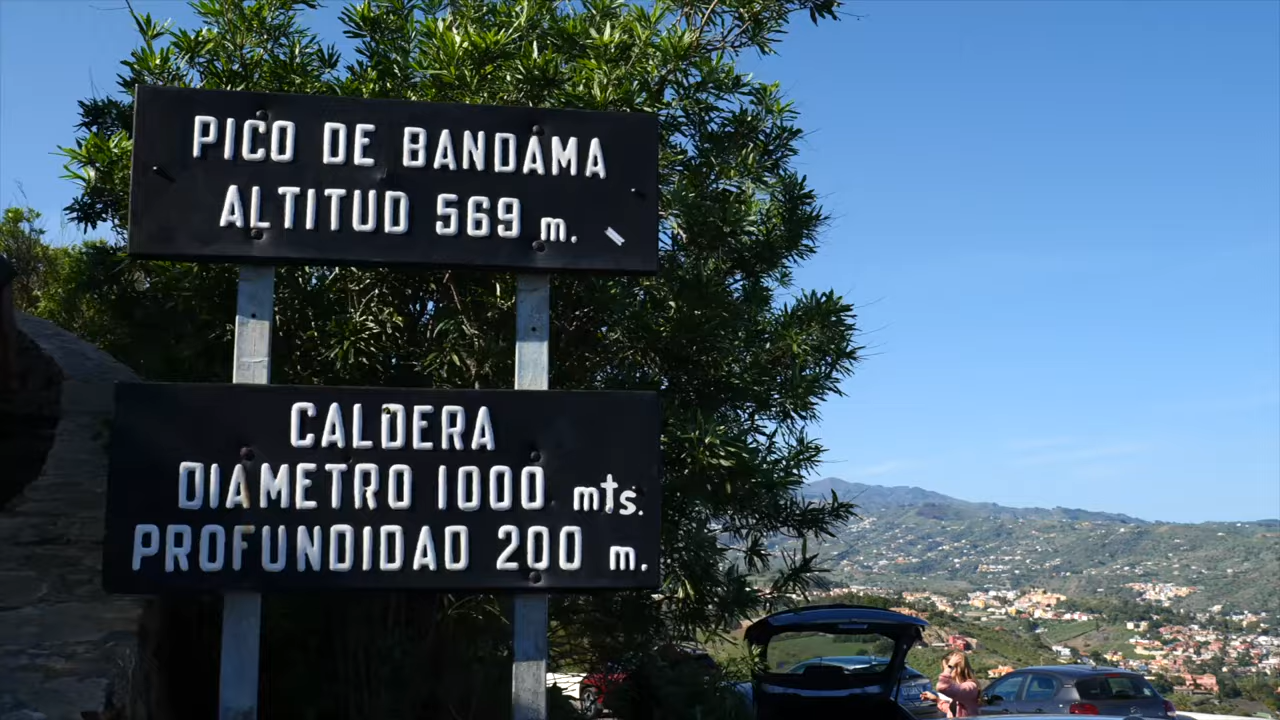 PICO DE BANDAMA
ALTITUD 569 m.
CALDERA
DIAMETRO 1000 mts.
PROFUNDIDAD 200 m.